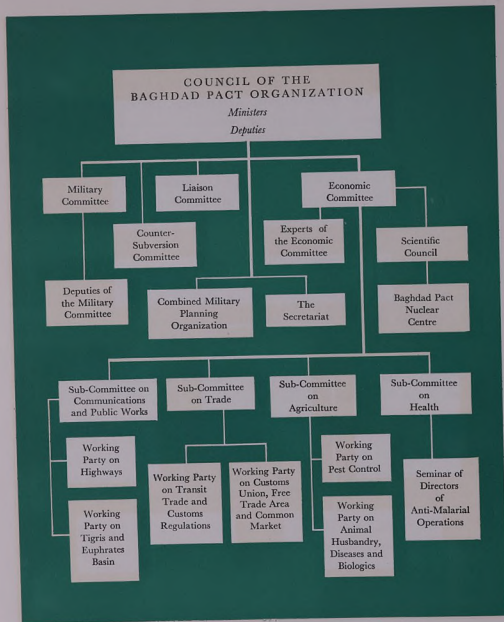 COUNCIL OF THE
BAGHDAD PACT ORGANIZATION
Ministers
Deputies
Military
Committee
Liaison
Committee
Economic
Committee
Counter-
Subversion
Committee
Experts of
the Economic
Committee
Scientific
Council
Deputies of
the Military
Committee
Combined Military
Planning
Organization
The
Secretariat
Baghdad Pact
Nuclear
Centre
Sub-Committee on
Communications
and Public Works
Sub-Committee
on Trade
Sub-Committee
on
Agriculture
Sub-Committee
on
Health
Working
Party on
Highways
Working Party
on Transit
Trade and
Customs
Regulations
Working Party
on Customs
Union, Free
Trade Area
and Common
Market
Working
Party on
Pest Control
Seminar of
Directors
of
Anti-Malarial
Operations
Working
Party on
Tigris and
Euphrates
Basin
Working
Party on
Animal
Husbandry,
Diseases and
Biologics